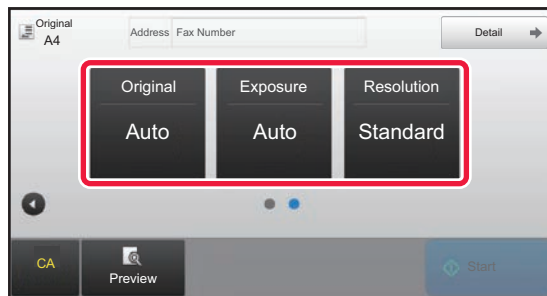 Original
A4
Address Fax Number
Detail
Original
Exposure
Resolution
Auto
Auto
Standard
CA
Preview
Start